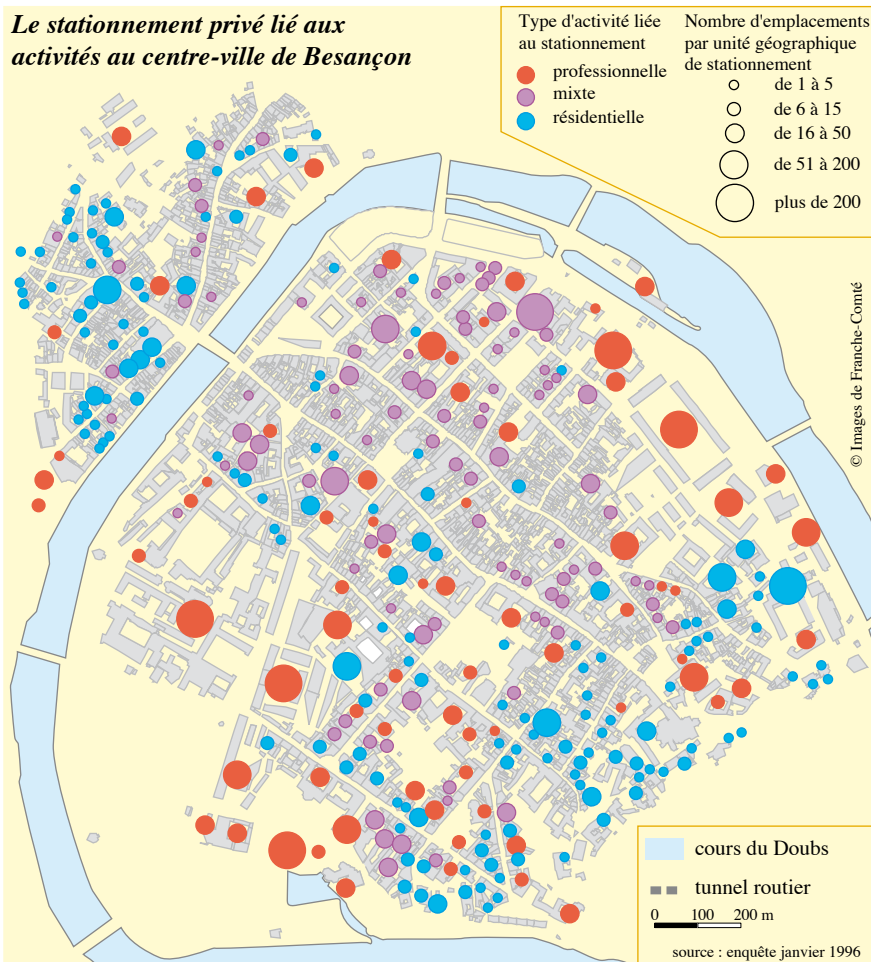 Le stationnement privé lié aux
activités au centre-ville de Besançon
Type d'activité liée
au stationnement
professionnelle
mixte
résidentielle
Nombre d'emplacements
par unité géographique
de stationnement
de 1 à 5
de 6 à 15
de 16 à 50
de 51 à 200
plus de 200
© Images de Franche-Comté
cours du Doubs
tunnel routier
0 100 200 m
source : enquête janvier 1996